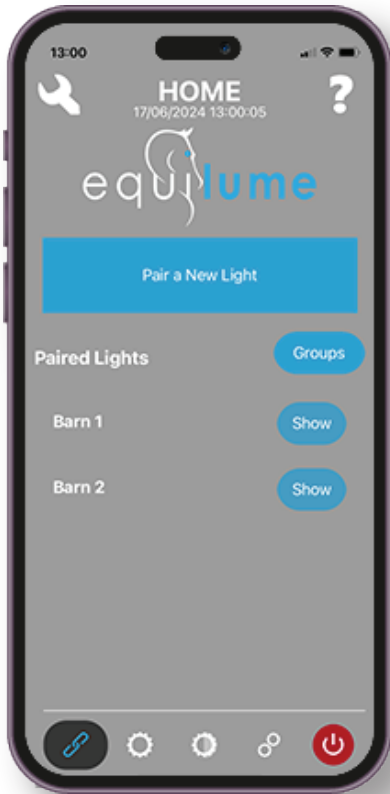 13:00
HOME
17/06/2024 13:00:05
?
equilume
Pair a New Light
Paired Lights
Groups
Barn 1
Show
Barn 2
Show